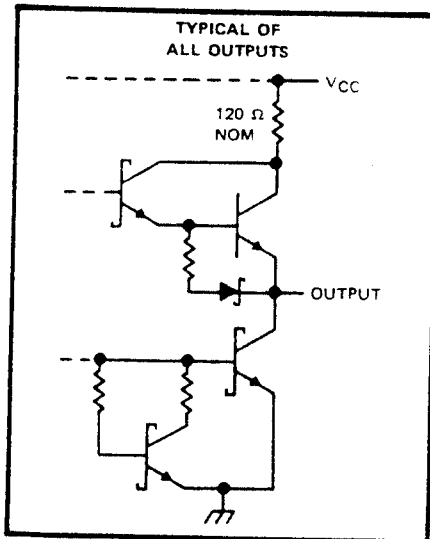 TYPICAL OF
ALL OUTPUTS
VCC
120 Ω
NOM
OUTPUT